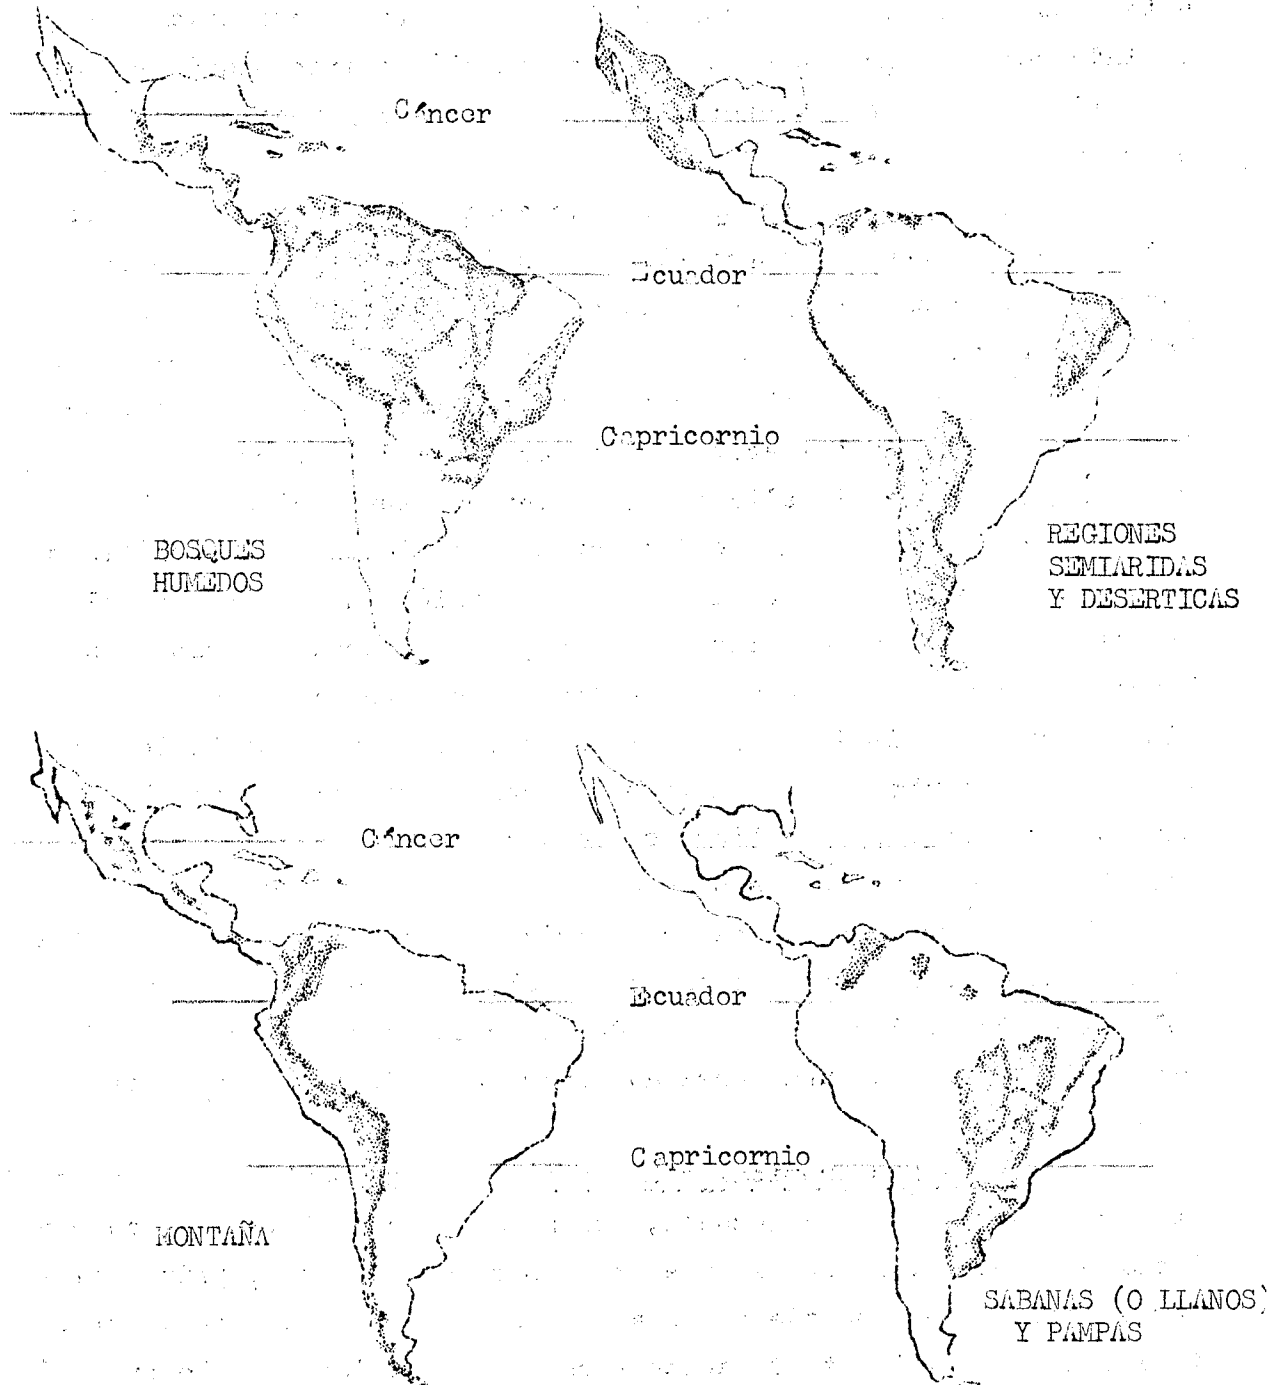 Cáncer
Ecuador
Capricornio
BOSQUES
HUMEDOS
REGIONES
SEMIARIDAS
Y DESERTICAS
Cáncer
Ecuador
Capricornio
MONTAÑA
SABANAS (O LLANOS)
Y PAMPAS